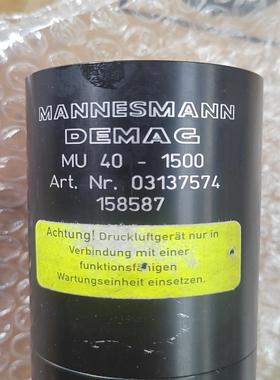 MANNESMANN
DEMAG
MU 40 - 1500
Art. Nr. 03137574
158587
Achtung! Druckluftgerät nur in
Verbindung mit einer
funktionsfähigen
Wartungseinheit einsetzen.